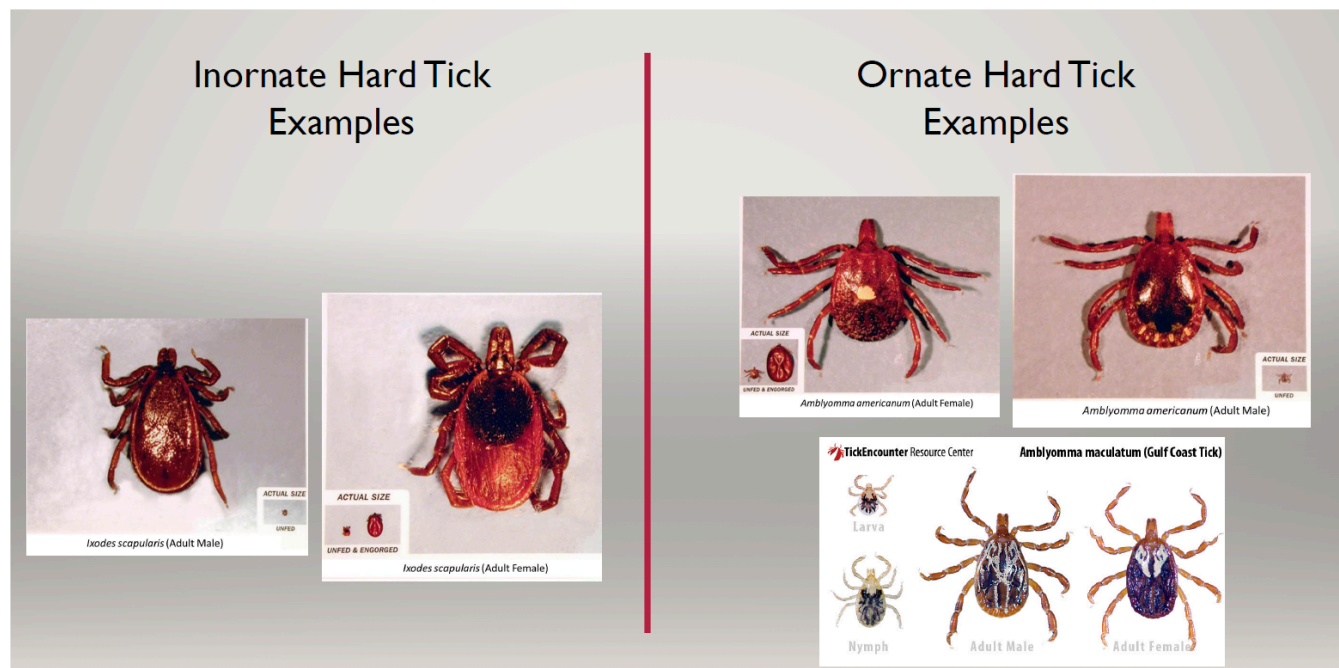 Inornate Hard Tick
Examples
ACTUAL SIZE
UNFED
Ixodes scapularis (Adult Male)
ACTUAL SIZE
UNFED & ENGORGED
Ixodes scapularis (Adult Female)
Ornate Hard Tick
Examples
ACTUAL SIZE
UNFED & ENGORGED
Amblyomma americanum (Adult Female)
ACTUAL SIZE
UNFED
Amblyomma americanum (Adult Male)
TickEncounter Resource Center
Amblyomma maculatum (Gulf Coast Tick)
Larva
Nymph
Adult Male
Adult Female